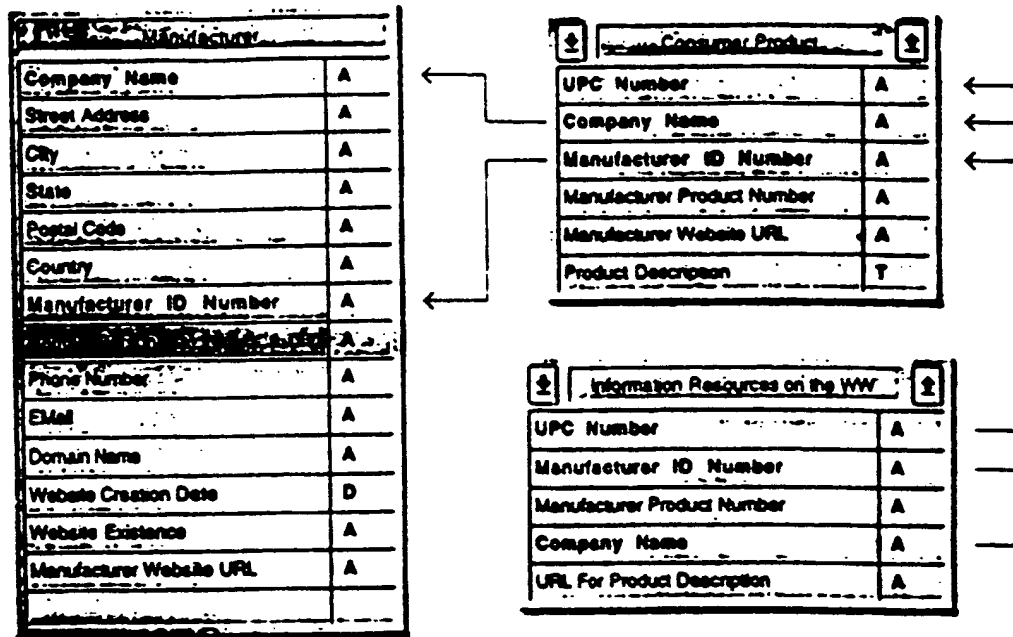 Manufacturer
Company Name A
Street Address A
City A
State A
Postal Code A
Country A
Manufacturer ID Number A
A
Phone Number A
EMail A
Domain Name A
Website Creation Date D
Website Existence A
Manufacturer Website URL A
Consumer Product
UPC Number A
Company Name A
Manufacturer ID Number A
Manufacturer Product Number A
Manufacturer Website URL A
Product Description T
Information Resources on the WW
UPC Number A
Manufacturer ID Number A
Manufacturer Product Number A
Company Name A
URL For Product Description A